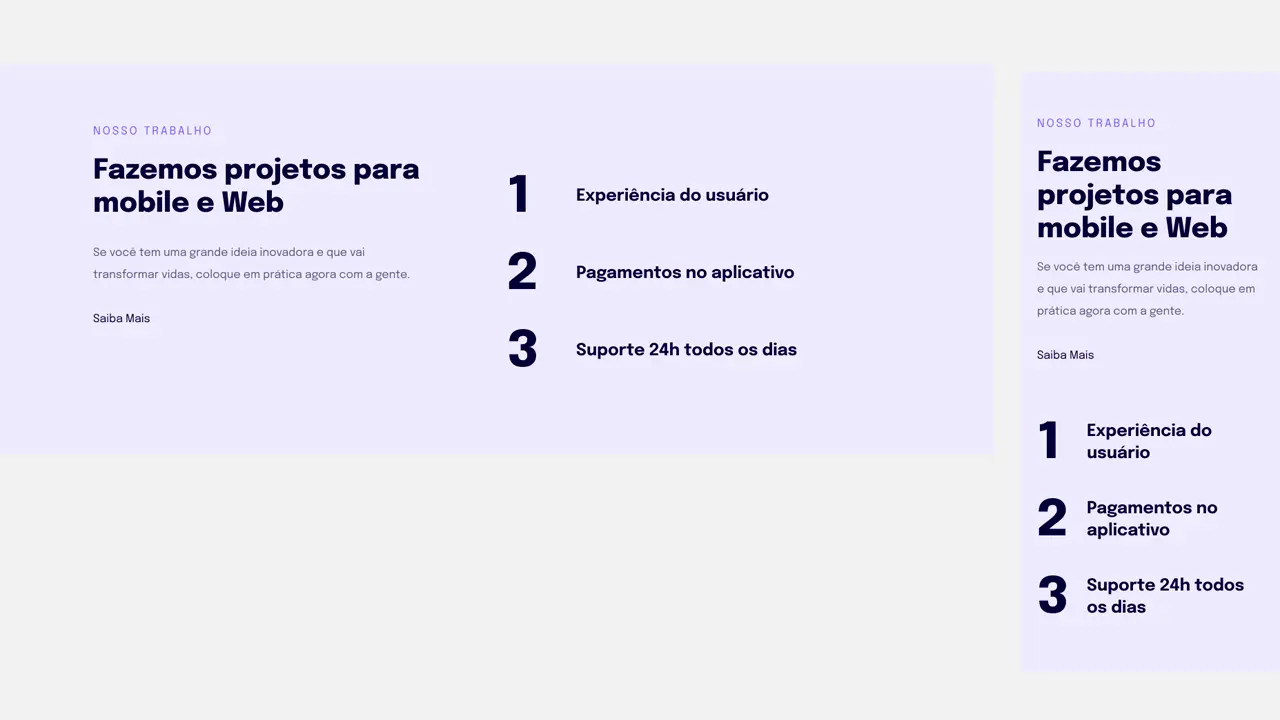 NOSSO TRABALHO
Fazemos projetos para
mobile e Web
Se você tem uma grande ideia inovadora e que vai
transformar vidas, coloque em prática agora com a gente.
Saiba Mais
1 Experiência do usuário
2 Pagamentos no aplicativo
3 Suporte 24h todos os dias
NOSSO TRABALHO
Fazemos
projetos para
mobile e Web
Se você tem uma grande ideia inovadora
e que vai transformar vidas, coloque em
prática agora com a gente.
Saiba Mais
1 Experiência do
usuário
2 Pagamentos no
aplicativo
3 Suporte 24h todos
os dias